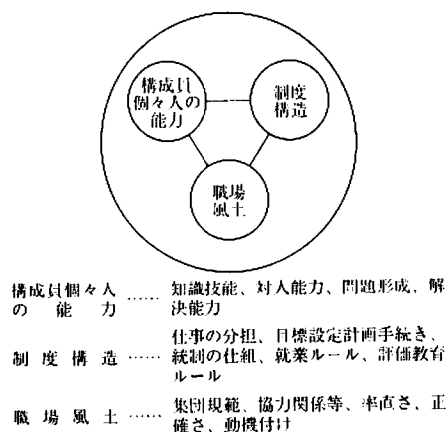 構成員
個々人の
能力
制度
構造
職場
風土
構成員個々人の能力 …… 知識技能、対人能力、問題形成、解決能力
制度構造 …… 仕事の分担、目標設定計画手続き、統制の仕組、就業ルール、評価教育ルール
職場風土 …… 集団規範、協力関係等、率直さ、正確さ、動機付け